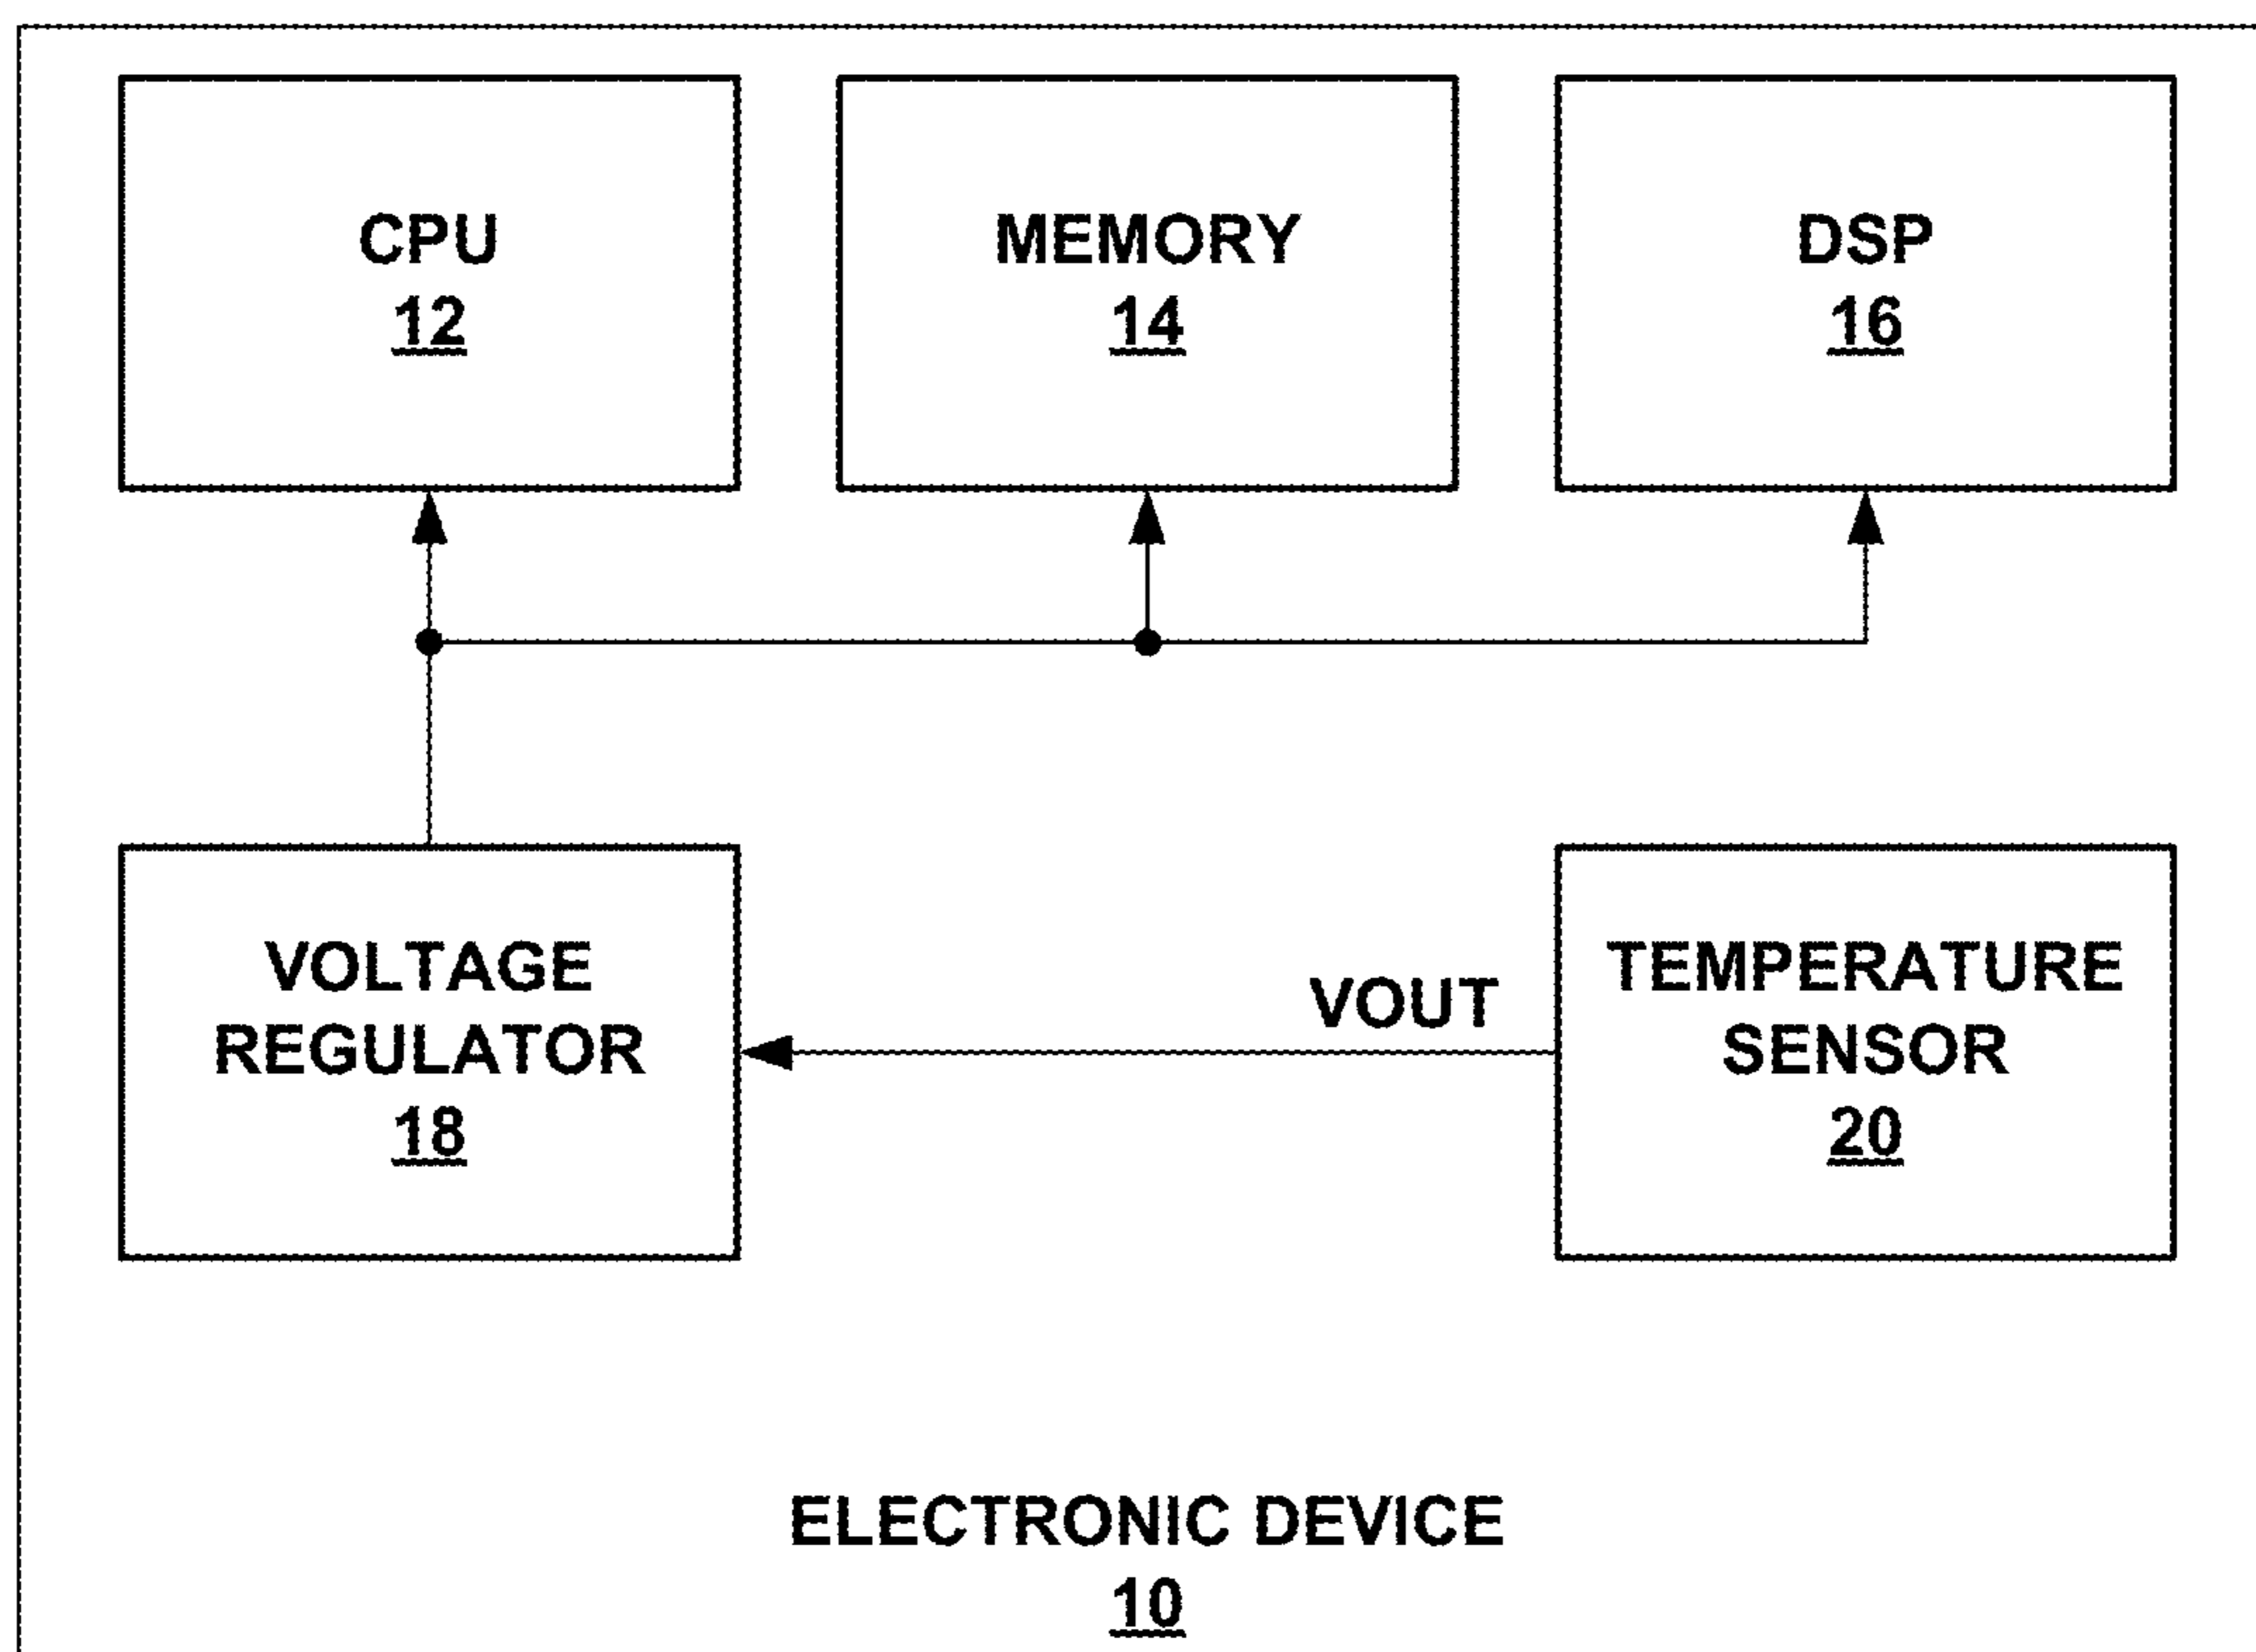 CPU
12
MEMORY
14
DSP
16
VOLTAGE
REGULATOR
18
VOUT
TEMPERATURE
SENSOR
20
ELECTRONIC DEVICE
10